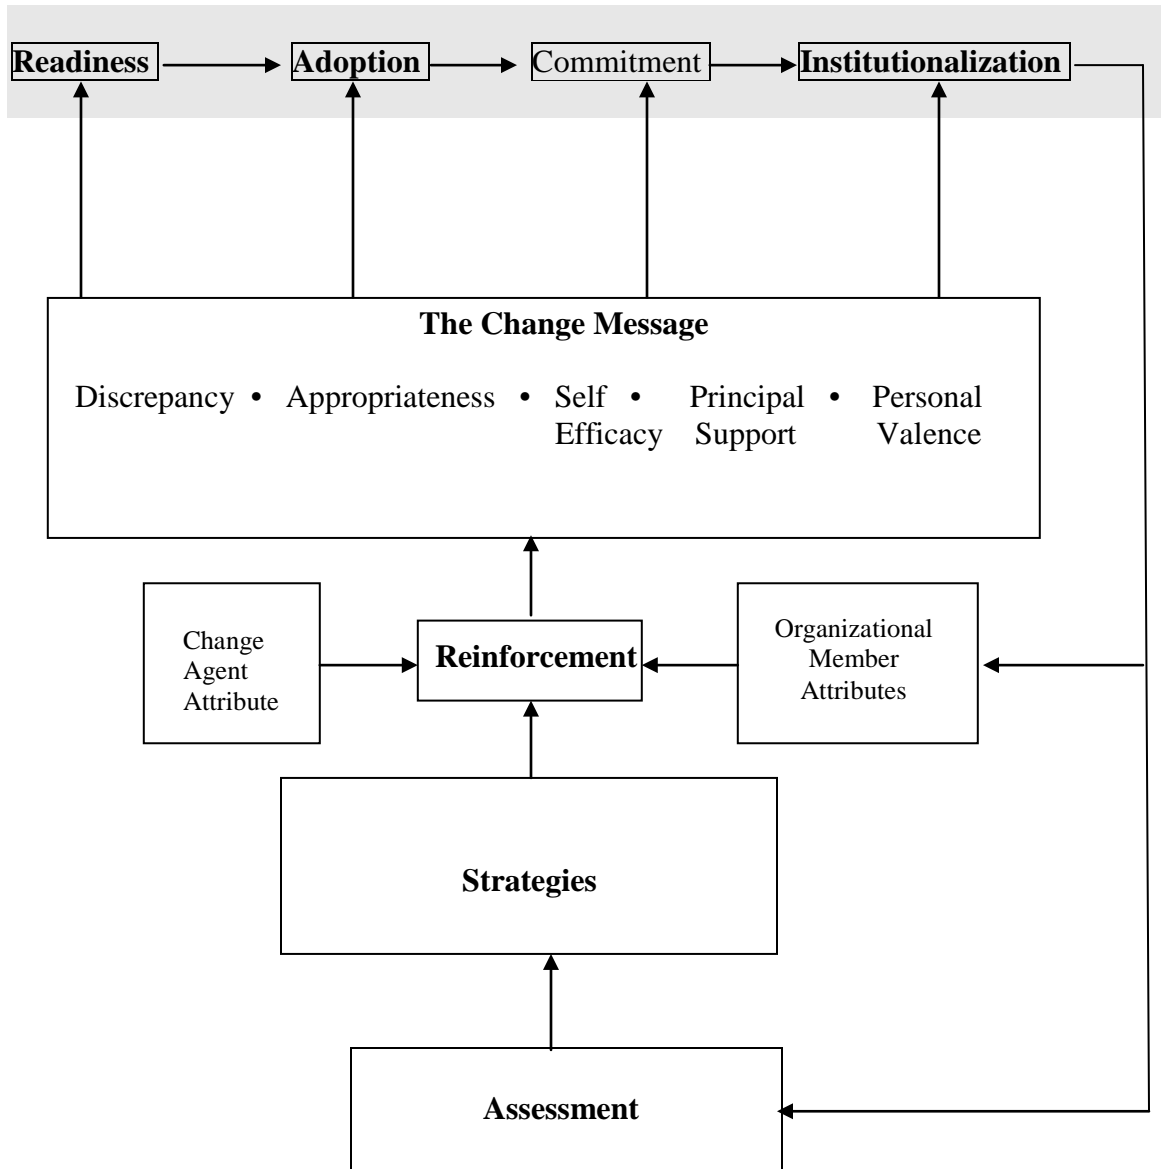 Readiness Adoption Commitment Institutionalization
The Change Message
Discrepancy • Appropriateness • Self • Principal • Personal
Efficacy Support Valence
Change
Agent
Attribute
Reinforcement
Organizational
Member
Attributes
Strategies
Assessment